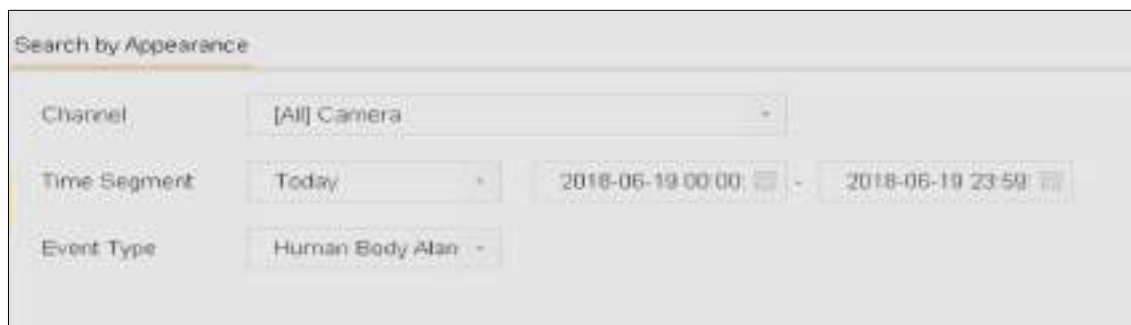 Search by Appearance
Channel [All] Camera
Time Segment Today 2018-06-19 00:00: - 2018-06-19 23:59:
Event Type Human Body Alarr